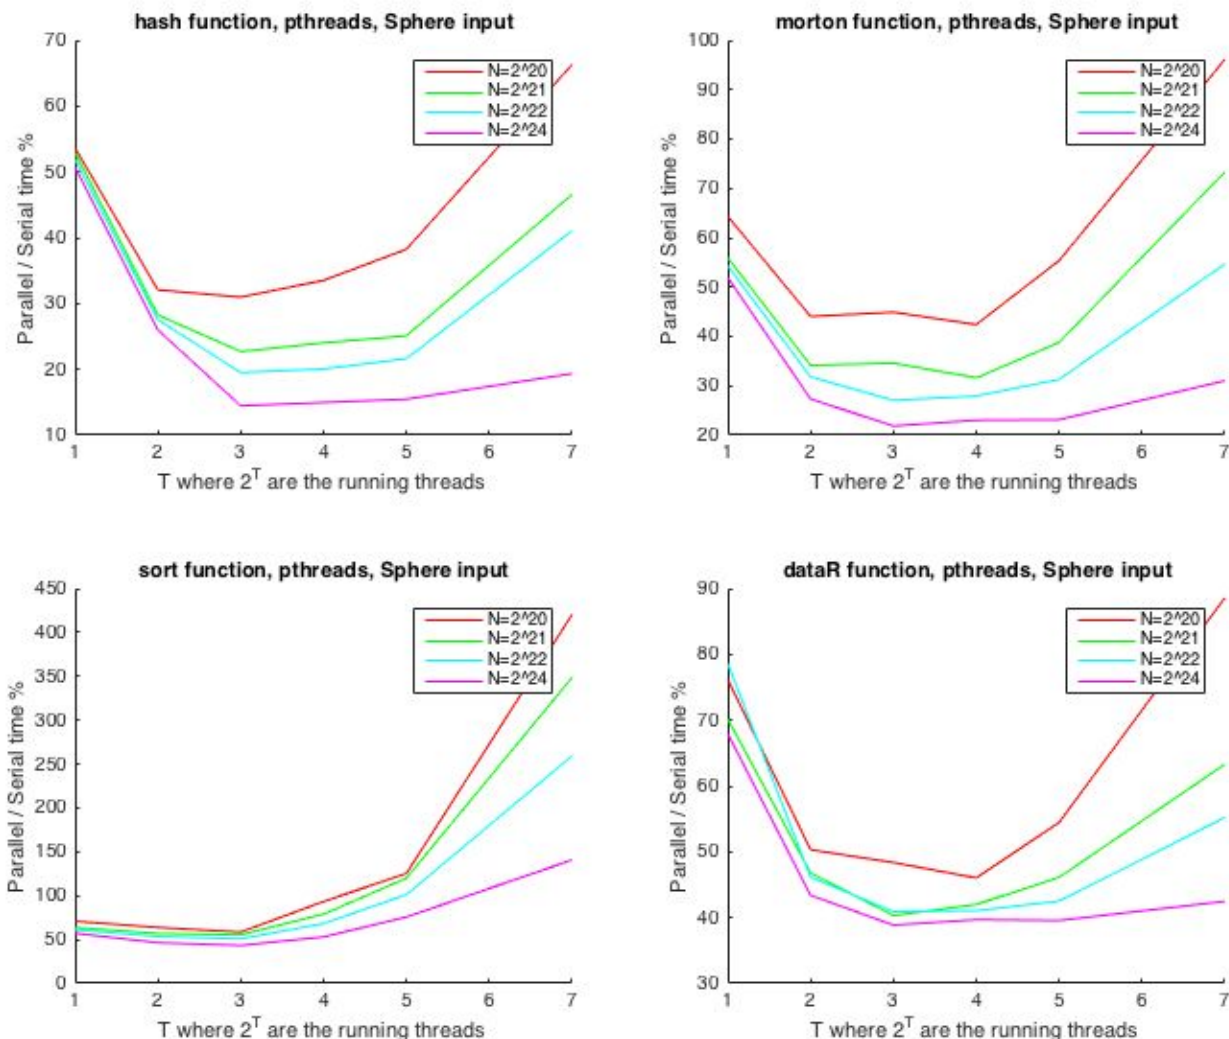 hash function, pthreads, Sphere input
70
60
50
40
30
20
10
Parallel / Serial time %
N=2^20
N=2^21
N=2^22
N=2^24
1 2 3 4 5 6 7
T where 2^T are the running threads
morton function, pthreads, Sphere input
100
90
80
70
60
50
40
30
20
Parallel / Serial time %
N=2^20
N=2^21
N=2^22
N=2^24
1 2 3 4 5 6 7
T where 2^T are the running threads
sort function, pthreads, Sphere input
450
400
350
300
250
200
150
100
50
0
Parallel / Serial time %
N=2^20
N=2^21
N=2^22
N=2^24
1 2 3 4 5 6 7
T where 2^T are the running threads
dataR function, pthreads, Sphere input
90
80
70
60
50
40
30
Parallel / Serial time %
N=2^20
N=2^21
N=2^22
N=2^24
1 2 3 4 5 6 7
T where 2^T are the running threads